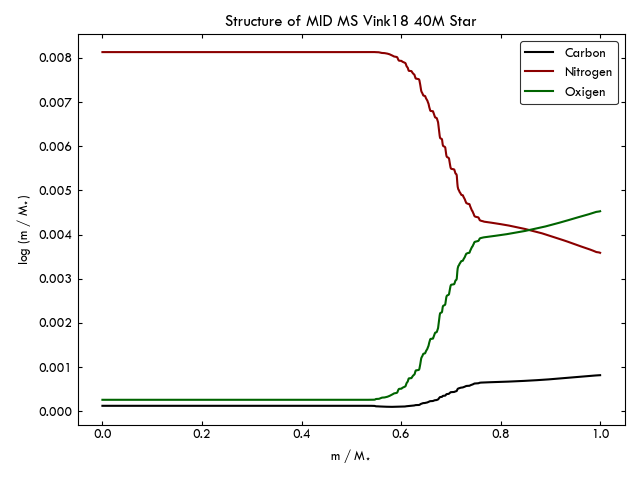 Structure of MID MS Vink18 40M Star
Carbon
Nitrogen
Oxigen
log (m / M★)
0.008
0.007
0.006
0.005
0.004
0.003
0.002
0.001
0.000
0.0 0.2 0.4 0.6 0.8 1.0
m / M★